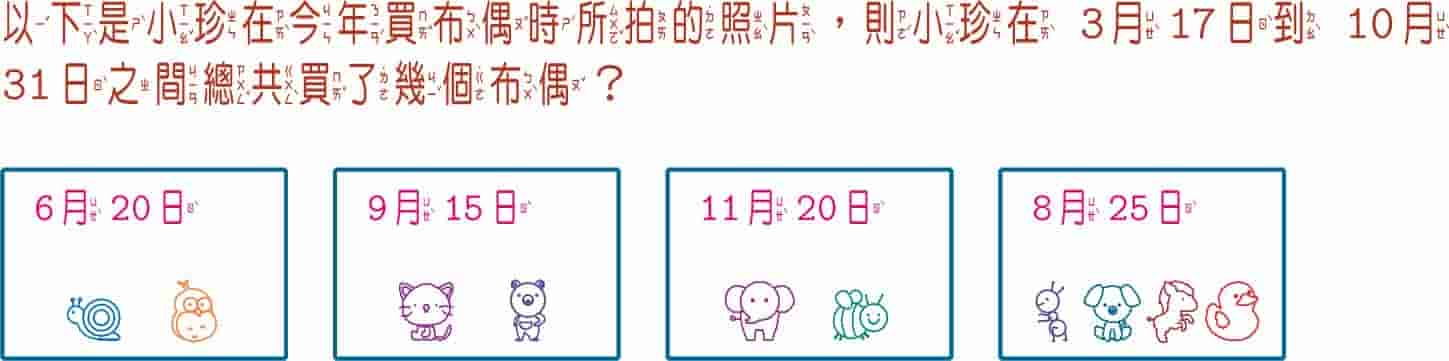 以下是小珍在今年買布偶時所拍的照片，則小珍在 3月17日到 10月
31日之間總共買了幾個布偶？
6月20日
9月15日
11月20日
8月25日